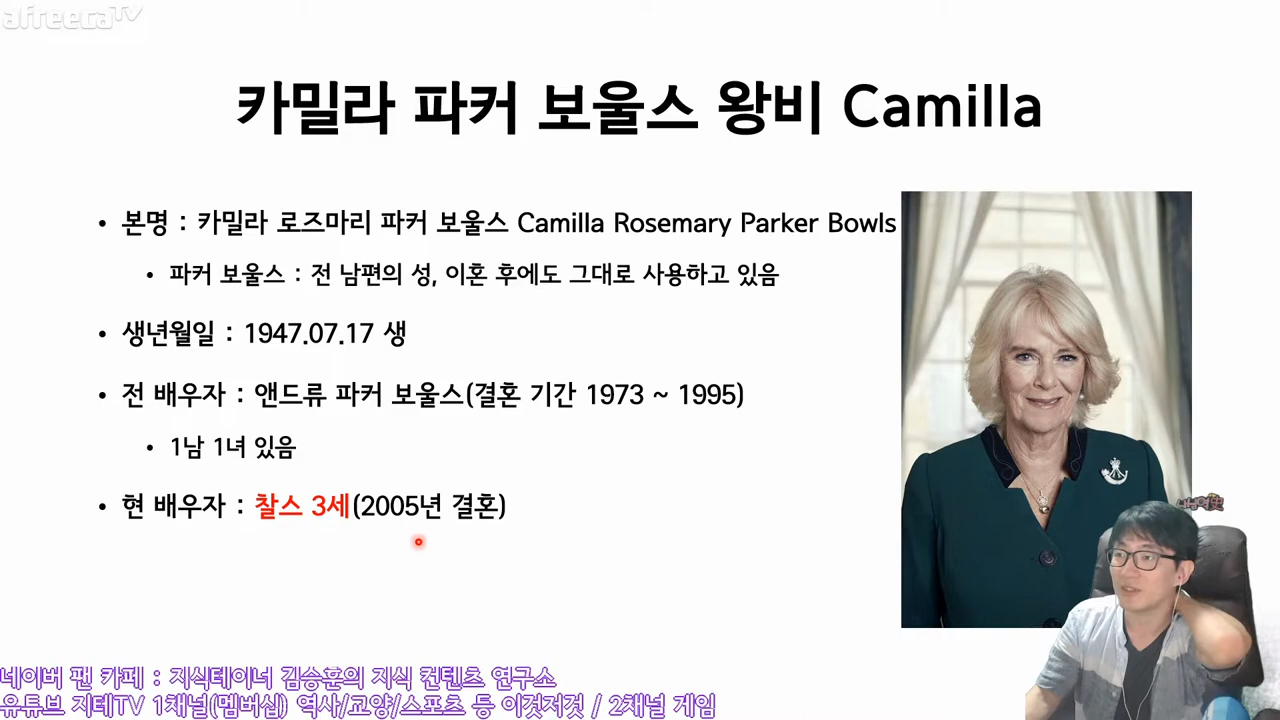 afreecaTV
카밀라 파커 보울스 왕비 Camilla
• 본명 : 카밀라 로즈마리 파커 보울스 Camilla Rosemary Parker Bowls
• 파커 보울스 : 전 남편의 성, 이혼 후에도 그대로 사용하고 있음
• 생년월일 : 1947.07.17 생
• 전 배우자 : 앤드류 파커 보울스(결혼 기간 1973 ~ 1995)
• 1남 1녀 있음
• 현 배우자 : 찰스 3세(2005년 결혼)
네이버 팬 카페 : 지식테이너 김승훈의 지식 컨텐츠 연구소
유튜브 지테TV 1채널(멤버십) 역사/교양/스포츠 등 이것저것 / 2채널 게임